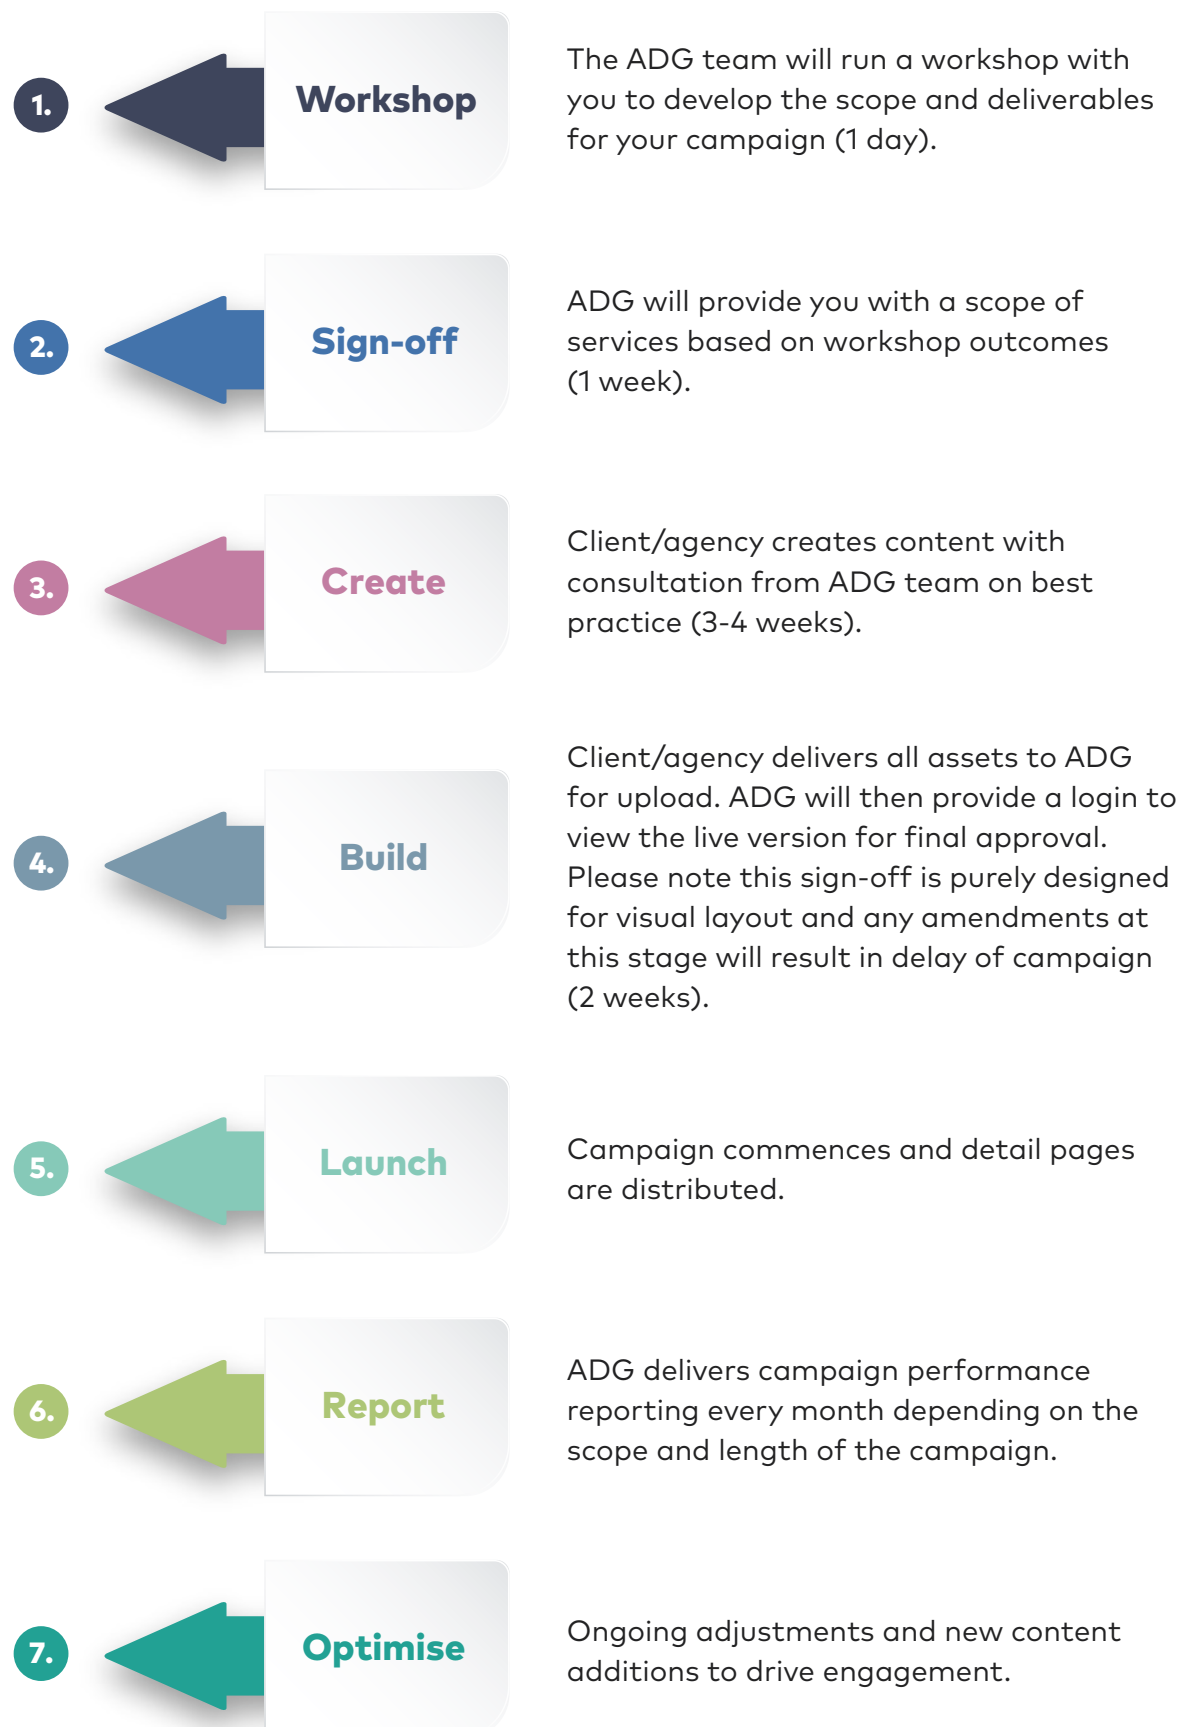 1.
Workshop
The ADG team will run a workshop with
you to develop the scope and deliverables
for your campaign (1 day).
2.
Sign-off
ADG will provide you with a scope of
services based on workshop outcomes
(1 week).
3.
Create
Client/agency creates content with
consultation from ADG team on best
practice (3-4 weeks).
4.
Build
Client/agency delivers all assets to ADG
for upload. ADG will then provide a login to
view the live version for final approval.
Please note this sign-off is purely designed
for visual layout and any amendments at
this stage will result in delay of campaign
(2 weeks).
5.
Launch
Campaign commences and detail pages
are distributed.
6.
Report
ADG delivers campaign performance
reporting every month depending on the
scope and length of the campaign.
7.
Optimise
Ongoing adjustments and new content
additions to drive engagement.